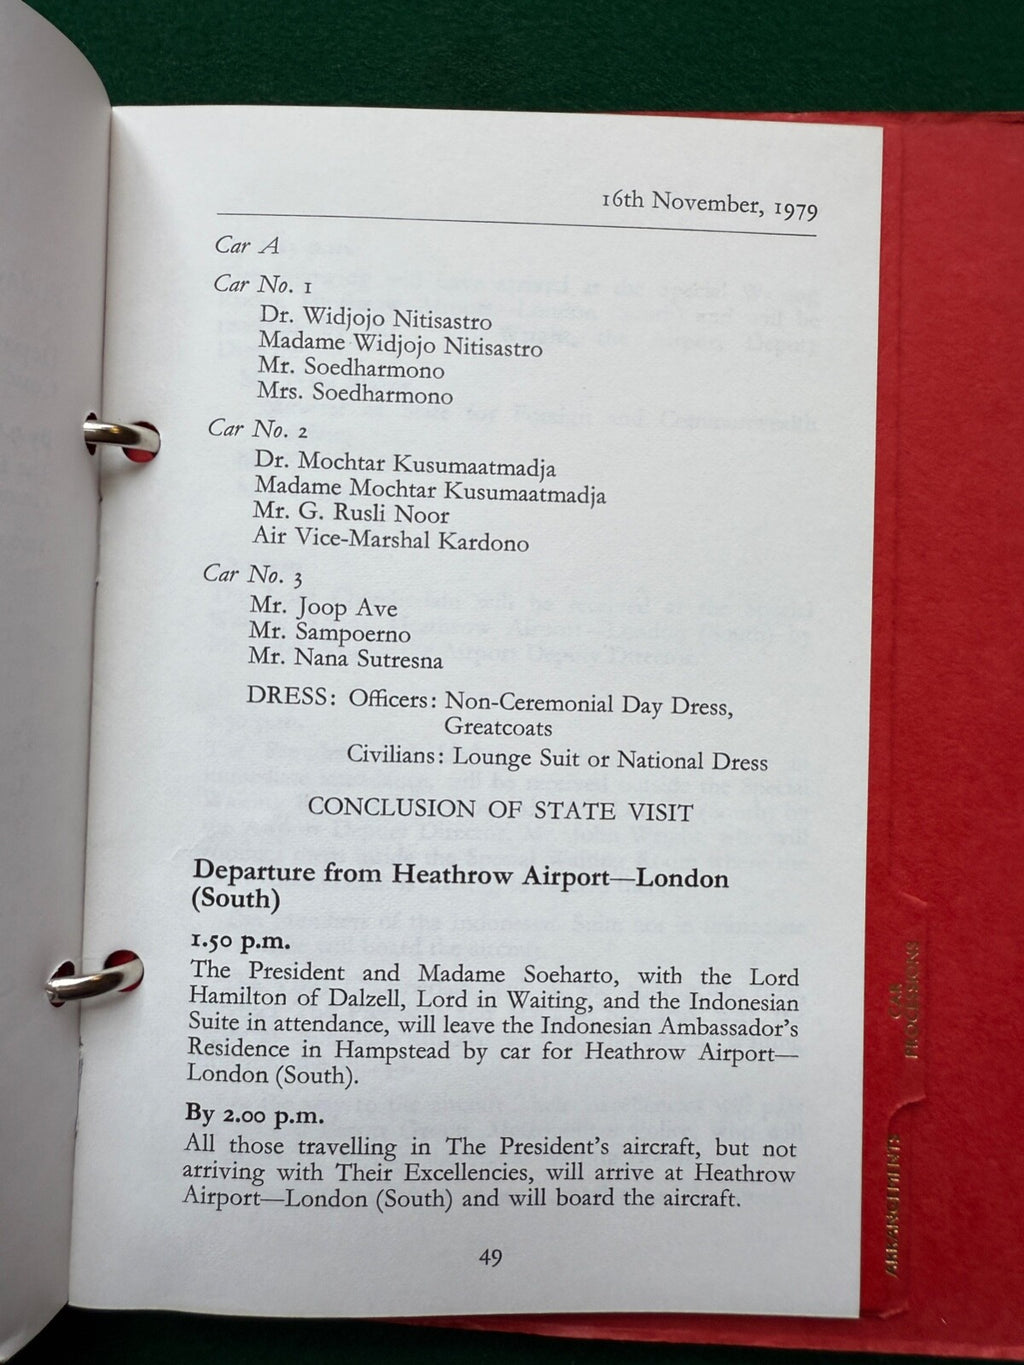 16th November, 1979
Car A
Car No. 1
Dr. Widjojo Nitisastro
Madame Widjojo Nitisastro
Mr. Soedharmono
Mrs. Soedharmono
Car No. 2
Dr. Mochtar Kusumaatmadja
Madame Mochtar Kusumaatmadja
Mr. G. Rusli Noor
Air Vice-Marshal Kardono
Car No. 3
Mr. Joop Ave
Mr. Sampoerno
Mr. Nana Sutresna
DRESS: Officers: Non-Ceremonial Day Dress,
Greatcoats
Civilians: Lounge Suit or National Dress
CONCLUSION OF STATE VISIT
Departure from Heathrow Airport—London
(South)
1.50 p.m.
The President and Madame Soeharto, with the Lord
Hamilton of Dalzell, Lord in Waiting, and the Indonesian
Suite in attendance, will leave the Indonesian Ambassador's
Residence in Hampstead by car for Heathrow Airport—
London (South).
By 2.00 p.m.
All those travelling in The President's aircraft, but not
arriving with Their Excellencies, will arrive at Heathrow
Airport—London (South) and will board the aircraft.
49
CAR
PROCESSIONS
ARRANGEMENTS